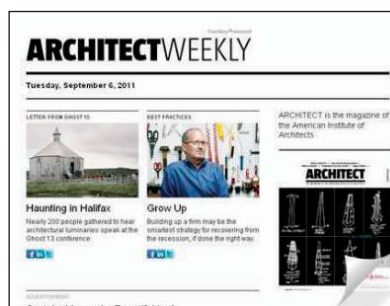 ARCHITECTWEEKLY
Tuesday, September 6, 2011
LETTER FROM GHOST 13
BEST PRACTICES
Haunting in Halifax
Nearly 200 people gathered to hear
architectural luminaries speak at the
Ghost 13 conference.
Grow Up
Building up a firm may be the
smartest strategy for recovering from
the recession, if done the right way.
ARCHITECT is the magazine of
the American Institute of
Architects
ARCHITECT
ADVERTISEMENT